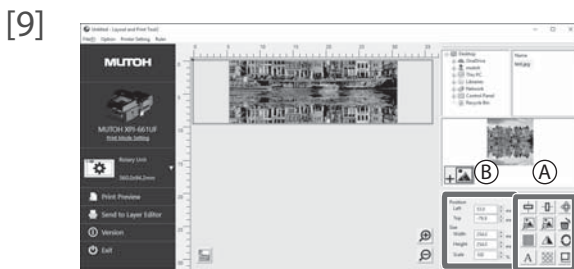 [9]
Untitled - Layout and Print Tool2
File(F) Option Printer Setting Ruler
MUTOH
MUTOH XPJ-661UF
Print Mode Setting
Rotary Unit
Print Preview
Send to Layer Editor
Version
Exit
Desktop
OneDrive
mutoh
This PC
Libraries
Network
Control Panel
Recycle Bin
Name
B
A
Position
Left
Top
Size
Width
Height
Scale
A